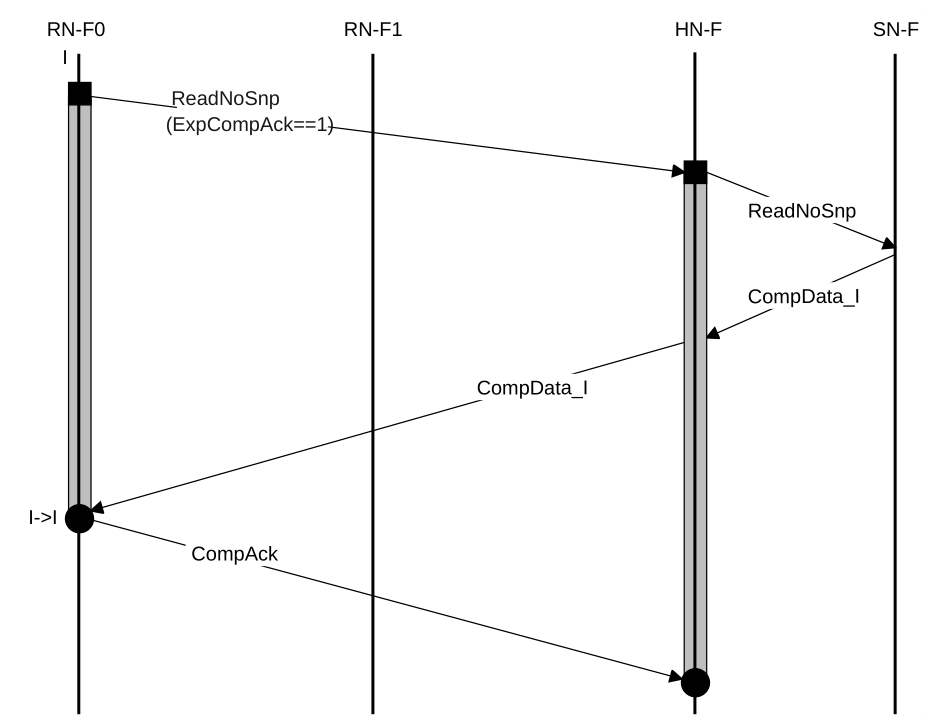 RN-F0
RN-F1
HN-F
SN-F
I
ReadNoSnp
(ExpCompAck==1)
ReadNoSnp
CompData_I
CompData_I
I->I
CompAck